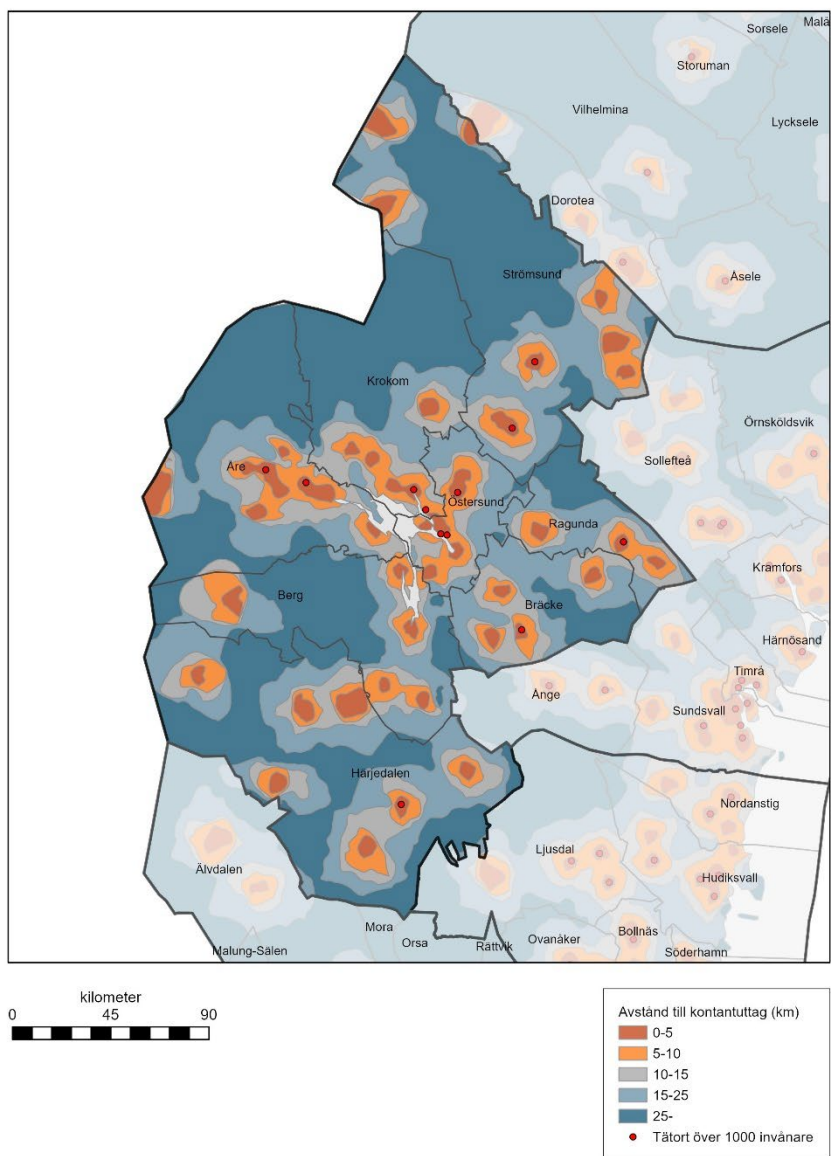 Sorsele
Malå
Storuman
Vilhelmina
Lycksele
Dorotea
Strömsund
Åsele
Krokom
Örnsköldsvik
Sollefteå
Åre
Östersund
Ragunda
Kramfors
Berg
Bräcke
Härnösand
Timrå
Ånge
Sundsvall
Härjedalen
Nordanstig
Ljusdal
Älvdalen
Hudiksvall
Mora
Bollnäs
Malung-Sälen
Orsa
Rättvik
Ovanåker
Söderhamn
kilometer
0 45 90
Avstånd till kontantuttag (km)
0-5
5-10
10-15
15-25
25-
Tätort över 1000 invånare